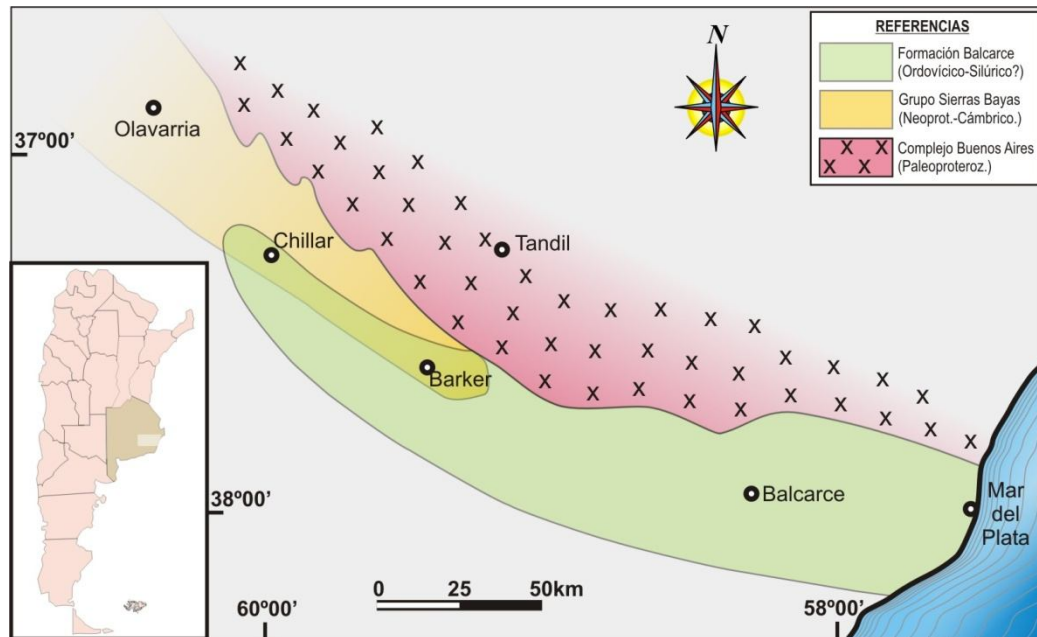 REFERENCIAS
Formación Balcarce
(Ordovícico-Silúrico?)
Grupo Sierras Bayas
(Neoprot.-Cámbrico.)
X X Complejo Buenos Aires
X X (Paleoproteroz.)
N
Olavarria
37º00'
Chillar
Tandil
Barker
Balcarce
Mar
del
Plata
38º00'
0 25 50km
60º00'
58º00'